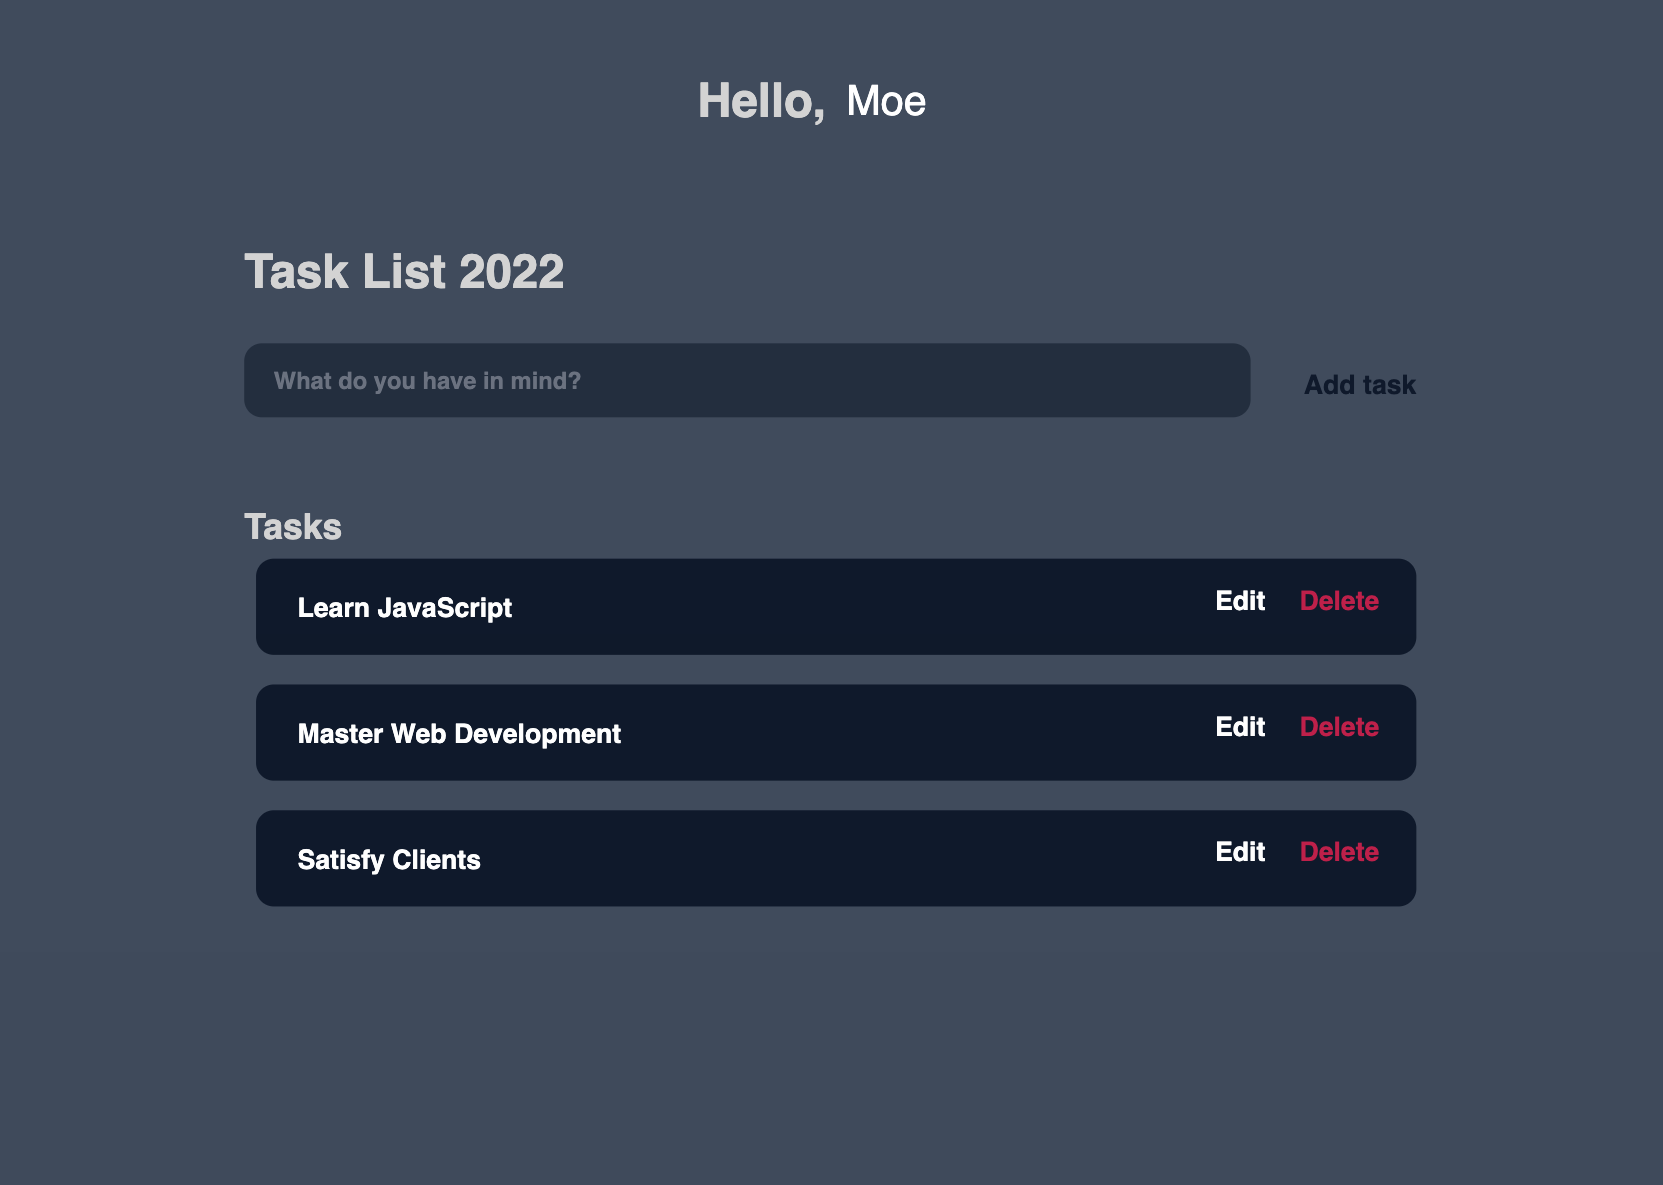 Hello, Moe
Task List 2022
What do you have in mind?
Add task
Tasks
Learn JavaScript Edit Delete
Master Web Development Edit Delete
Satisfy Clients Edit Delete